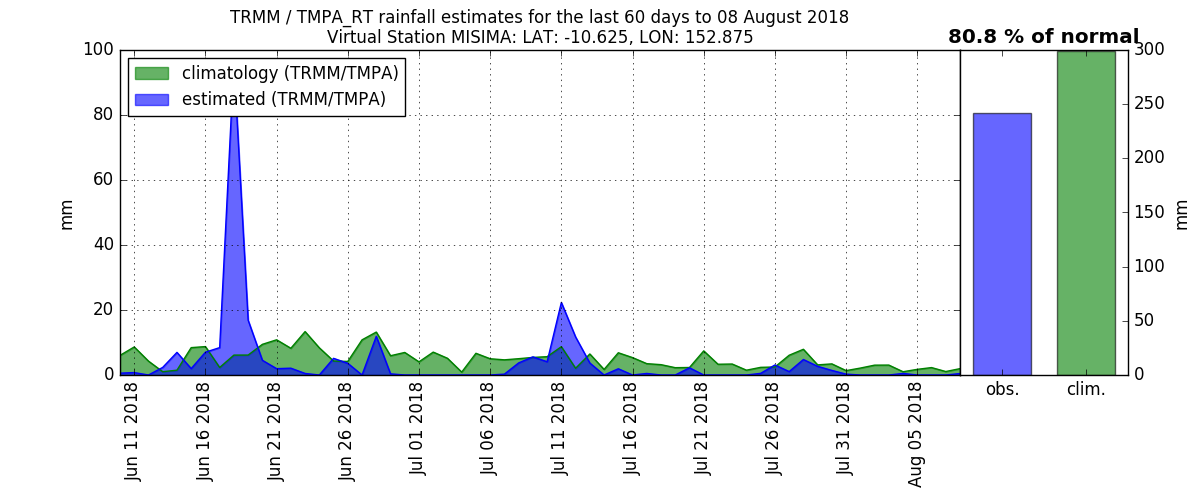 TRMM / TMPA_RT rainfall estimates for the last 60 days to 08 August 2018
Virtual Station MISIMA: LAT: -10.625, LON: 152.875
80.8 % of normal
climatology (TRMM/TMPA)
estimated (TRMM/TMPA)
100
80
60
40
20
0
mm
300
250
200
150
100
50
0
mm
obs.
clim.
Jun 11 2018
Jun 16 2018
Jun 21 2018
Jun 26 2018
Jul 01 2018
Jul 06 2018
Jul 11 2018
Jul 16 2018
Jul 21 2018
Jul 26 2018
Jul 31 2018
Aug 05 2018